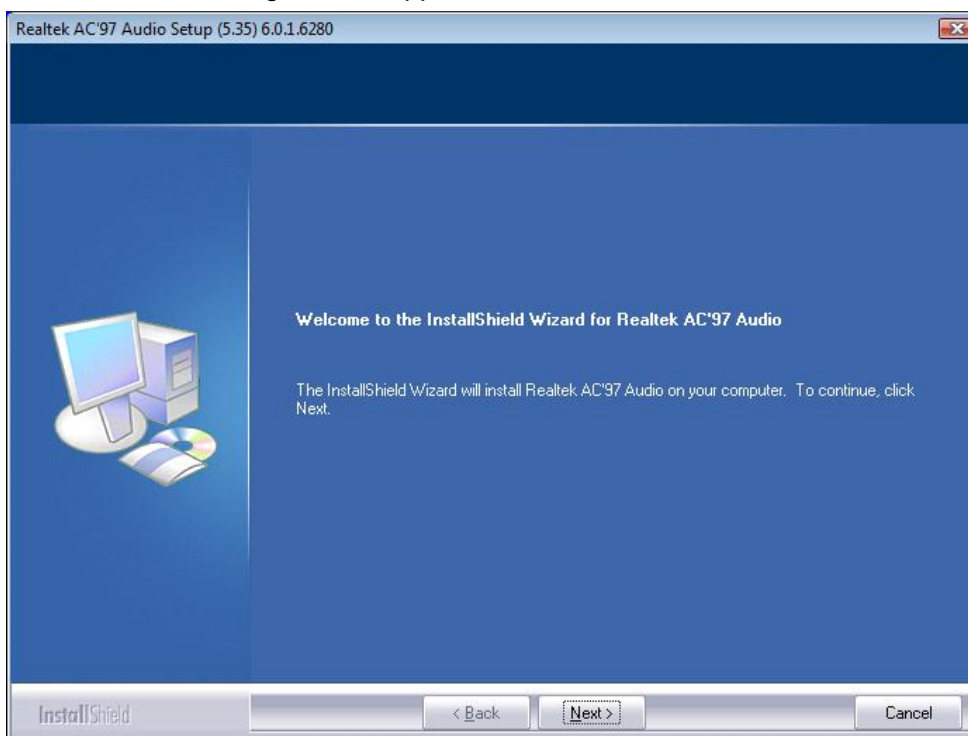 Realtek AC'97 Audio Setup (5.35) 6.0.1.6280
Welcome to the InstallShield Wizard for Realtek AC'97 Audio
The InstallShield Wizard will install Realtek AC'97 Audio on your computer. To continue, click
Next.
InstallShield
< Back
Next >
Cancel